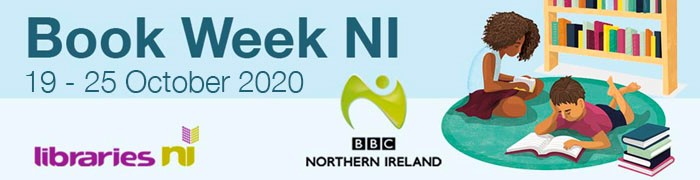 Book Week NI
19 - 25 October 2020
libraries ni
BBC
NORTHERN IRELAND